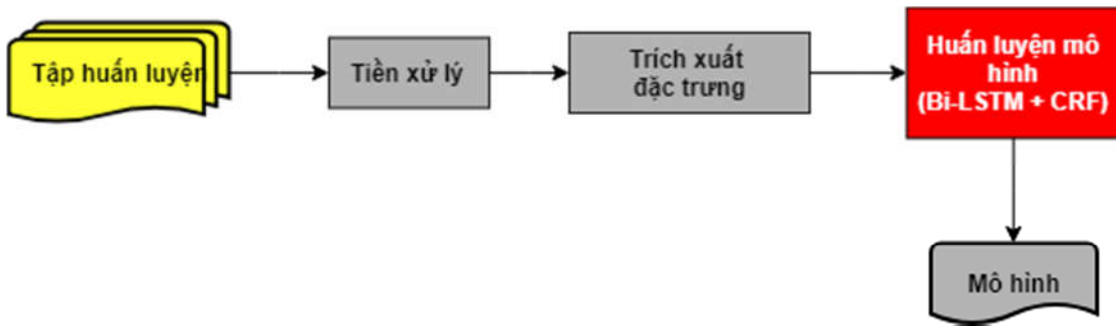 Tập huấn luyện
Tiền xử lý
Trích xuất
đặc trưng
Huấn luyện mô
hình
(Bi-LSTM + CRF)
Mô hình